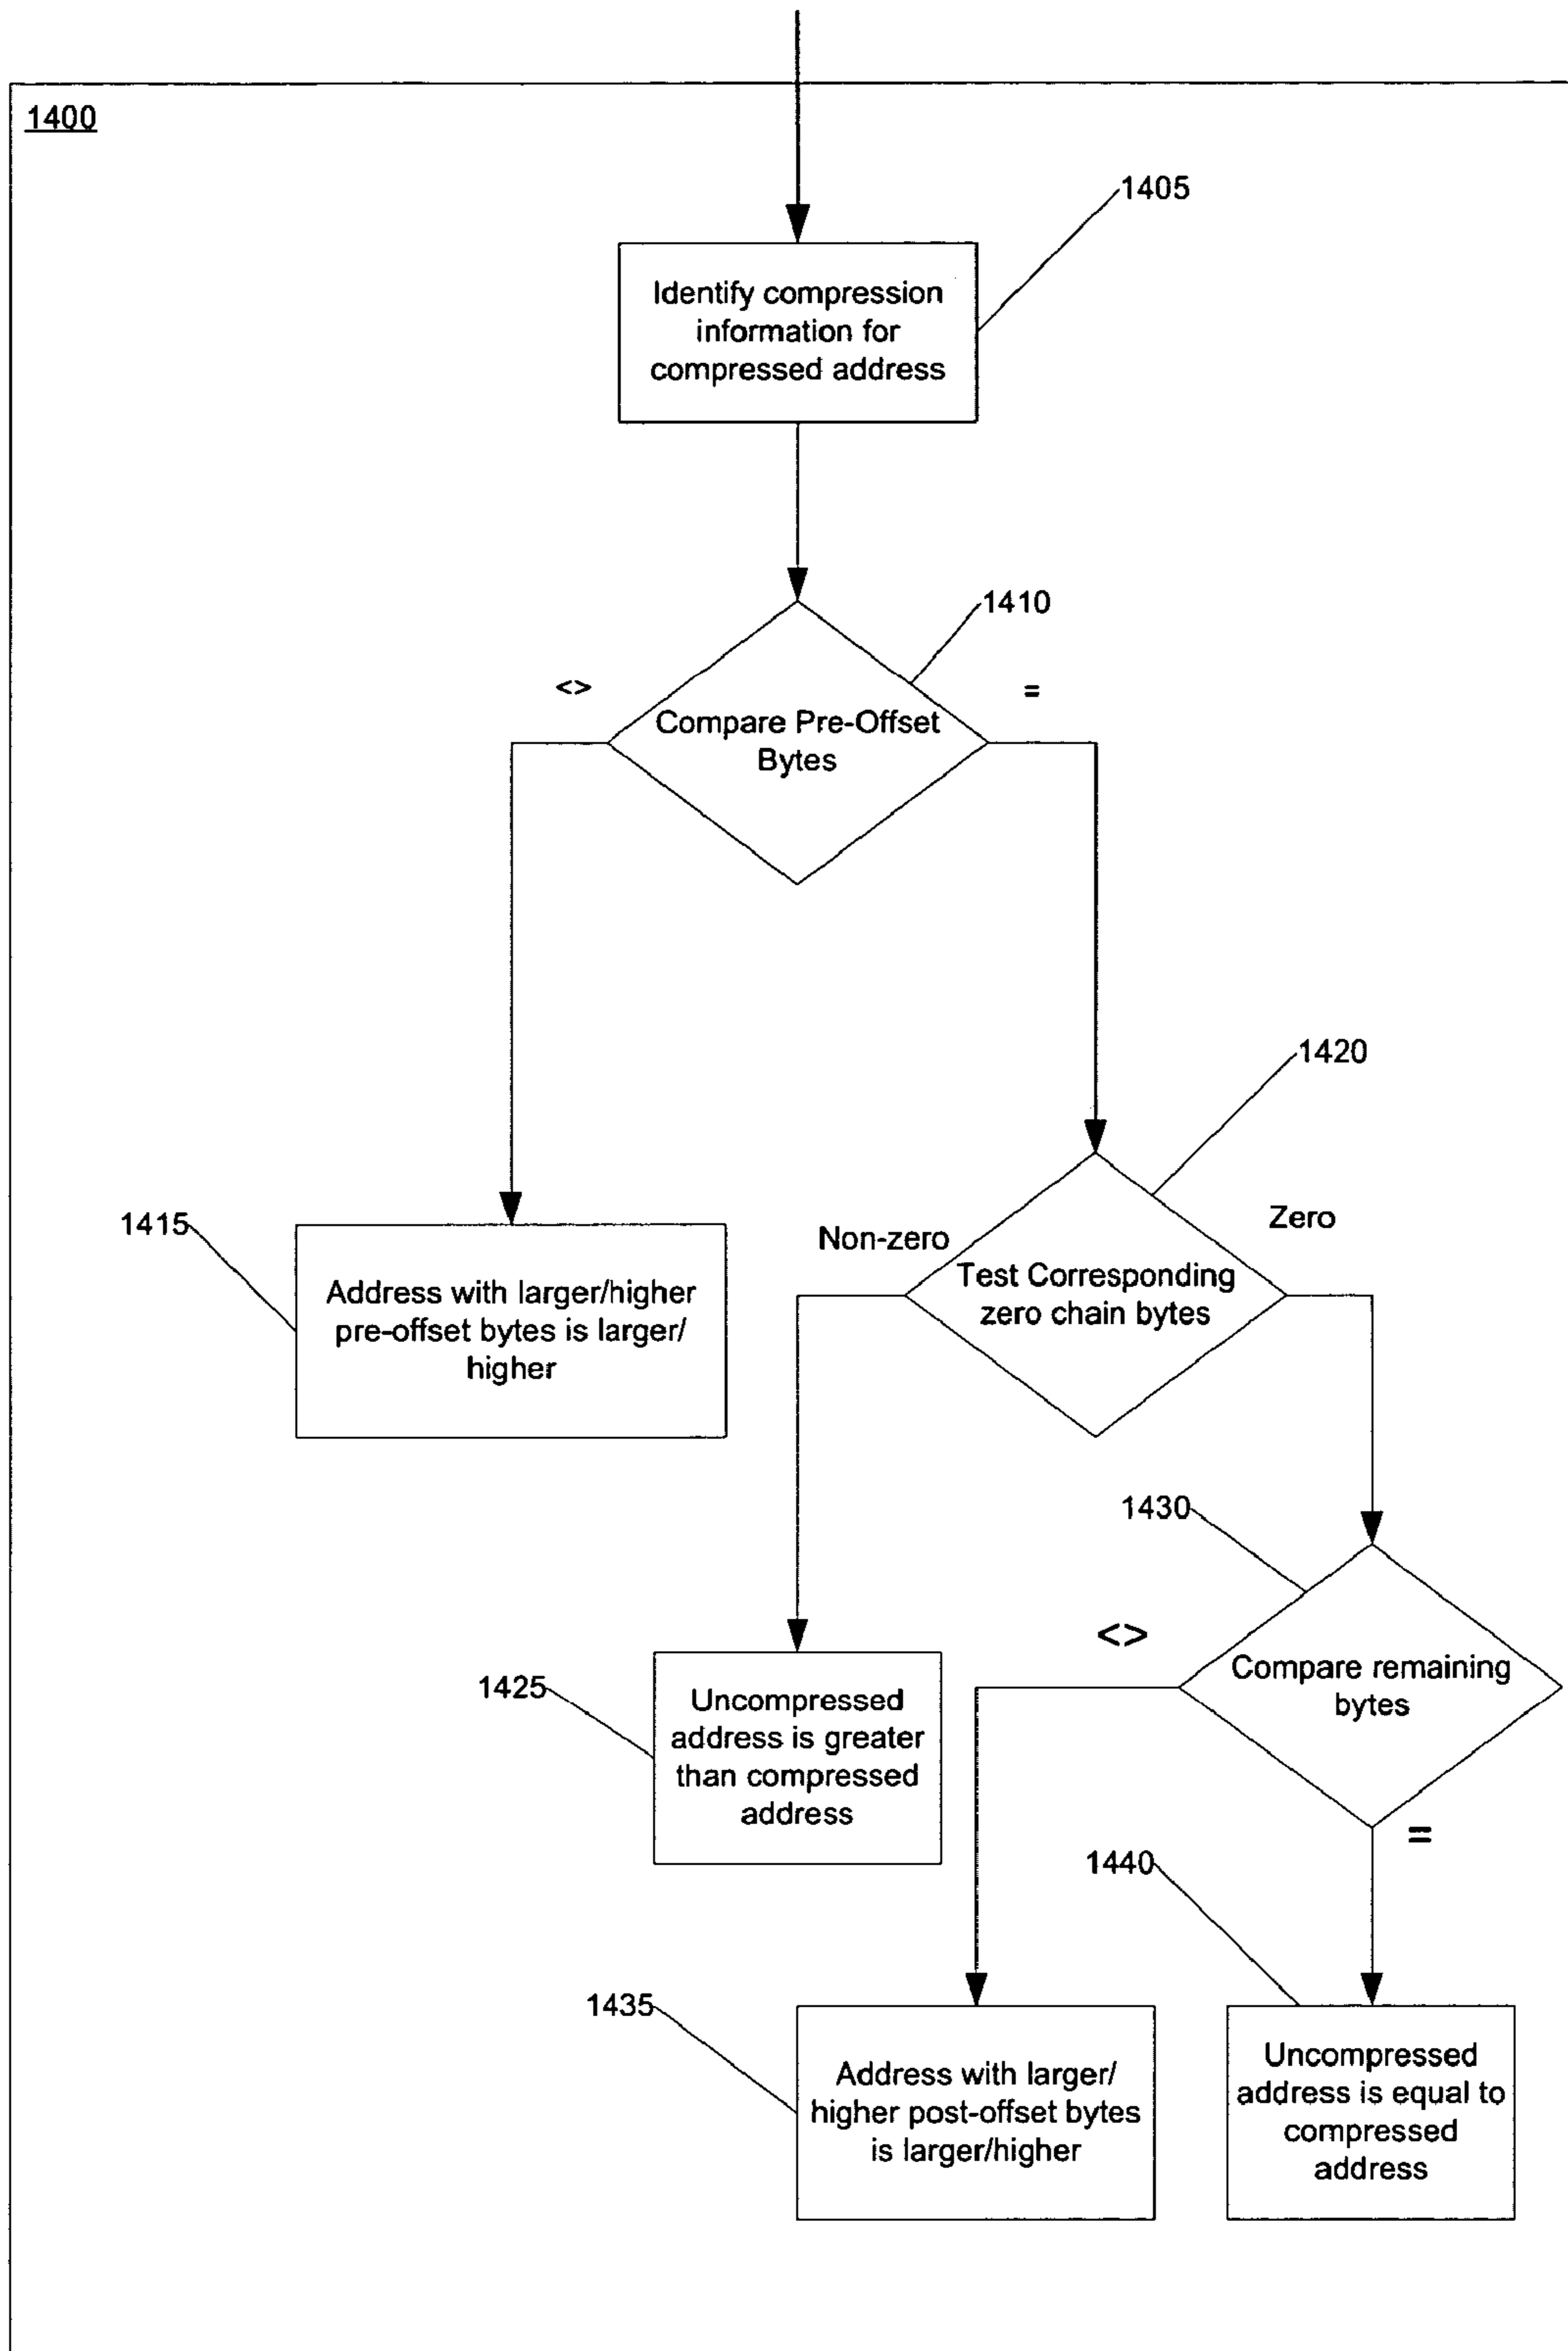 1400
1405
Identify compression
information for
compressed address
1410
<>
=
Compare Pre-Offset
Bytes
1420
1415
Non-zero
Zero
Test Corresponding
zero chain bytes
Address with larger/higher
pre-offset bytes is larger/
higher
1430
<>
Compare remaining
bytes
1425
Uncompressed
address is greater
than compressed
address
=
1440
1435
Address with larger/
higher post-offset bytes
is larger/higher
Uncompressed
address is equal to
compressed
address